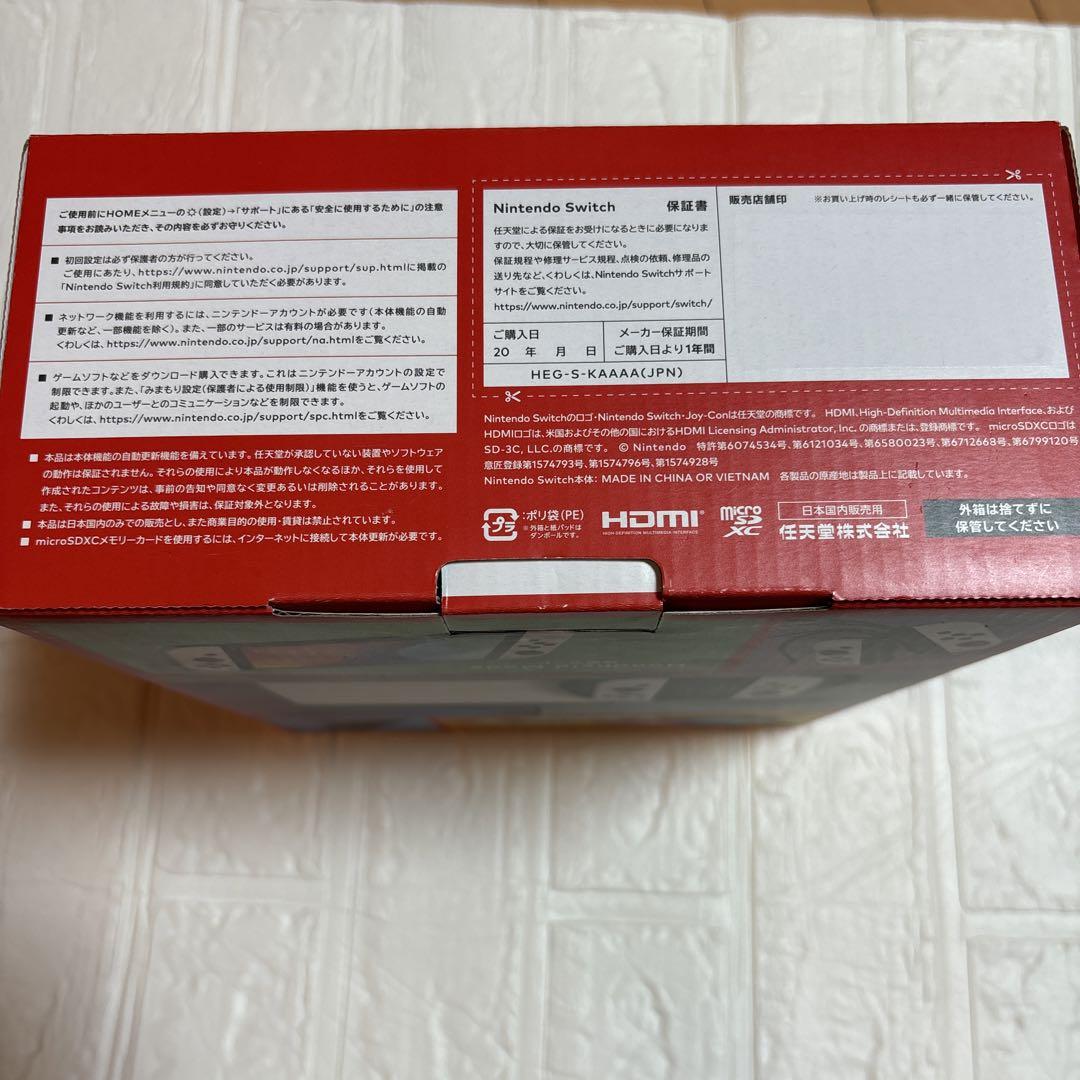 ご使用前にHOMEメニューの(設定)→「サポート」にある「安全に使用するために」の注意
事項をお読みいただき、その内容を必ずお守りください。
■ 初回設定は必ず保護者の方が行ってください。
ご使用にあたり、https://www.nintendo.co.jp/support/sup.htmlに掲載の
「Nintendo Switch利用規約」に同意していただく必要があります。
■ ネットワーク機能を利用するには、ニンテンドーアカウントが必要です(本体機能の自動
更新など、一部機能を除く)。また、一部のサービスは有料の場合があります。
くわしくは、https://www.nintendo.co.jp/support/na.htmlをご覧ください。
■ ゲームソフトなどをダウンロード購入できます。これはニンテンドーアカウントの設定で
制限できます。また、「みまもり設定(保護者による使用制限)」機能を使うと、ゲームソフトの
起動や、ほかのユーザーとのコミュニケーションなどを制限できます。
くわしくは、https://www.nintendo.co.jp/support/spc.htmlをご覧ください。
■ 本品は本体機能の自動更新機能を備えています。任天堂が承認していない装置やソフトウェア
の動作は保証されません。それらの使用により本品が動作しなくなるほか、それらを使用して
作成されたコンテンツは、事前の告知や同意なく変更あるいは削除されることがあります。
また、それらの使用による故障や損害は、保証対象外となります。
■ 本品は日本国内のみでの販売とし、また商業目的の使用・賃貸は禁止されています。
■ microSDXCメモリーカードを使用するには、インターネットに接続して本体更新が必要です。
Nintendo Switch 保証書
任天堂による保証をお受けになるときに必要になりま
すので、大切に保管してください。
保証規程や修理サービス規程、点検の依頼、修理品の
送り先など、くわしくは、Nintendo Switchサポート
サイトをご覧ください。
https://www.nintendo.co.jp/support/switch/
ご購入日
20 年 月 日
メーカー保証期間
ご購入日より1年間
HEG-S-KAAAA(JPN)
販売店舗印 ※お買い上げ時のレシートも必ず一緒に保管してください。
Nintendo Switchのロゴ・Nintendo Switch・Joy-Conは任天堂の商標です。 HDMI、High-Definition Multimedia Interface、および
HDMIロゴは、米国およびその他の国におけるHDMI Licensing Administrator, Inc. の商標または、登録商標です。 microSDXCロゴは
SD-3C, LLC.の商標です。 © Nintendo 特許第6074534号、第6121034号、第6580023号、第6712668号、第6799120号
意匠登録第1574793号、第1574796号、第1574928号
Nintendo Switch本体: MADE IN CHINA OR VIETNAM 各製品の原産地は製品上に記載しています。
プラ
:ポリ袋(PE)
※外箱と紙パッドは
ダンボールです。
HDMI
HIGH-DEFINITION MULTIMEDIA INTERFACE
micro
SD
XC
日本国内販売用
任天堂株式会社
外箱は捨てずに
保管してください